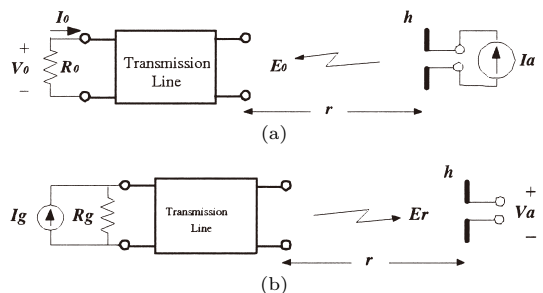 I0
h
+
V0
−
R0
Transmission
Line
E0
Ia
r
(a)
h
Ig
Rg
Transmission
Line
Er
+
Va
−
r
(b)